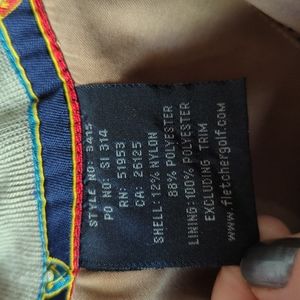 STYLE NO: B415
PO NO: SI 314
RN: 51953
CA: 26125
SHELL: 12% NYLON
88% POLYESTER
LINING: 100% POLYESTER
EXCLUDING TRIM
www.fletchergolf.com